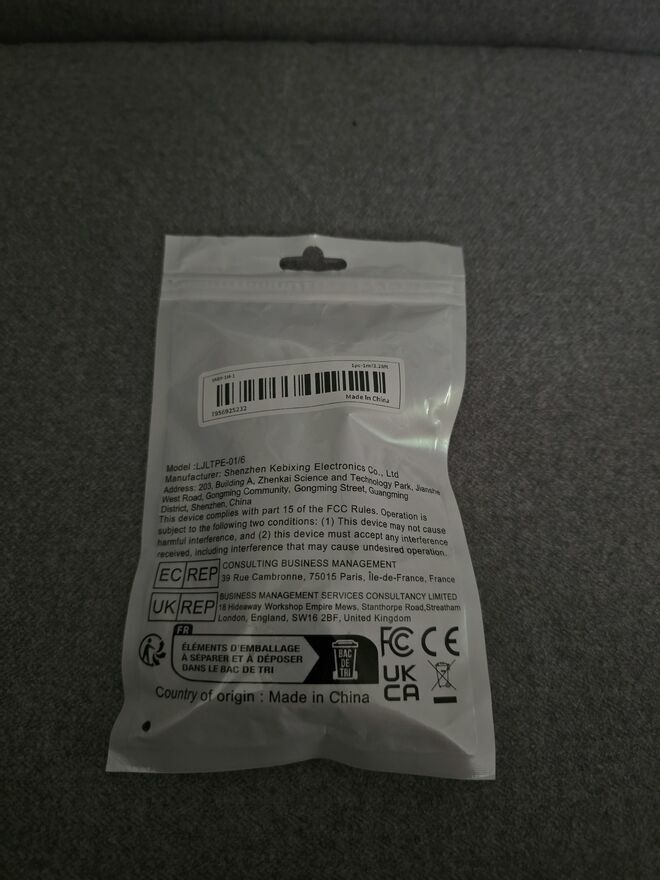 1pc-1m/3.28ft
T956925232
Made In China
Model :LJLTPE-01/6
Manufacturer: Shenzhen Kebixing Electronics Co., Ltd
Address: 203, Building A, Zhenkai Science and Technology Park, Jianshe
West Road, Gongming Community, Gongming Street, Guangming
District, Shenzhen, China
This device complies with part 15 of the FCC Rules. Operation is
subject to the following two conditions: (1) This device may not cause
harmful interference, and (2) this device must accept any interference
received, including interference that may cause undesired operation.
EC REP
CONSULTING BUSINESS MANAGEMENT
39 Rue Cambronne, 75015 Paris, Île-de-France, France
UK REP
BUSINESS MANAGEMENT SERVICES CONSULTANCY LIMITED
18 Hideaway Workshop Empire Mews, Stanthorpe Road,Streatham
London, England, SW16 2BF, United Kingdom
FR
ÉLÉMENTS D'EMBALLAGE
À SÉPARER ET À DÉPOSER
DANS LE BAC DE TRI
BAC
DE
TRI
FC CE
UK
CA
Country of origin : Made in China